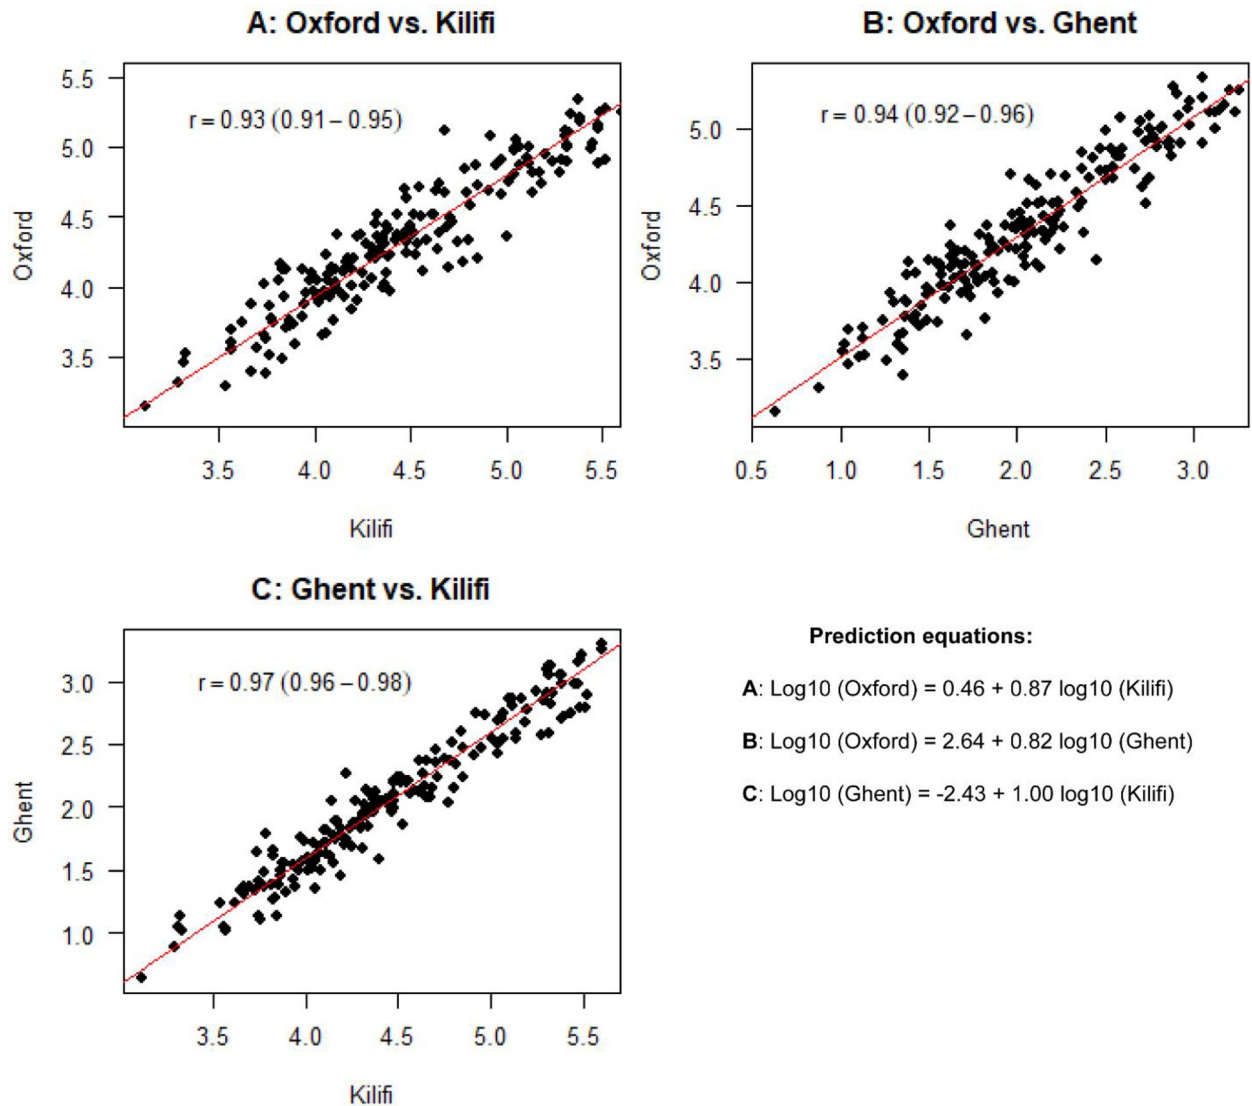 A: Oxford vs. Kilifi
r = 0.93 (0.91 – 0.95)
5.5
5.0
4.5
4.0
3.5
Oxford
3.5 4.0 4.5 5.0 5.5
Kilifi
B: Oxford vs. Ghent
r = 0.94 (0.92 – 0.96)
5.0
4.5
4.0
3.5
Oxford
0.5 1.0 1.5 2.0 2.5 3.0
Ghent
C: Ghent vs. Kilifi
r = 0.97 (0.96 – 0.98)
3.0
2.5
2.0
1.5
1.0
Ghent
3.5 4.0 4.5 5.0 5.5
Kilifi
Prediction equations:
A: Log10 (Oxford) = 0.46 + 0.87 log10 (Kilifi)
B: Log10 (Oxford) = 2.64 + 0.82 log10 (Ghent)
C: Log10 (Ghent) = -2.43 + 1.00 log10 (Kilifi)